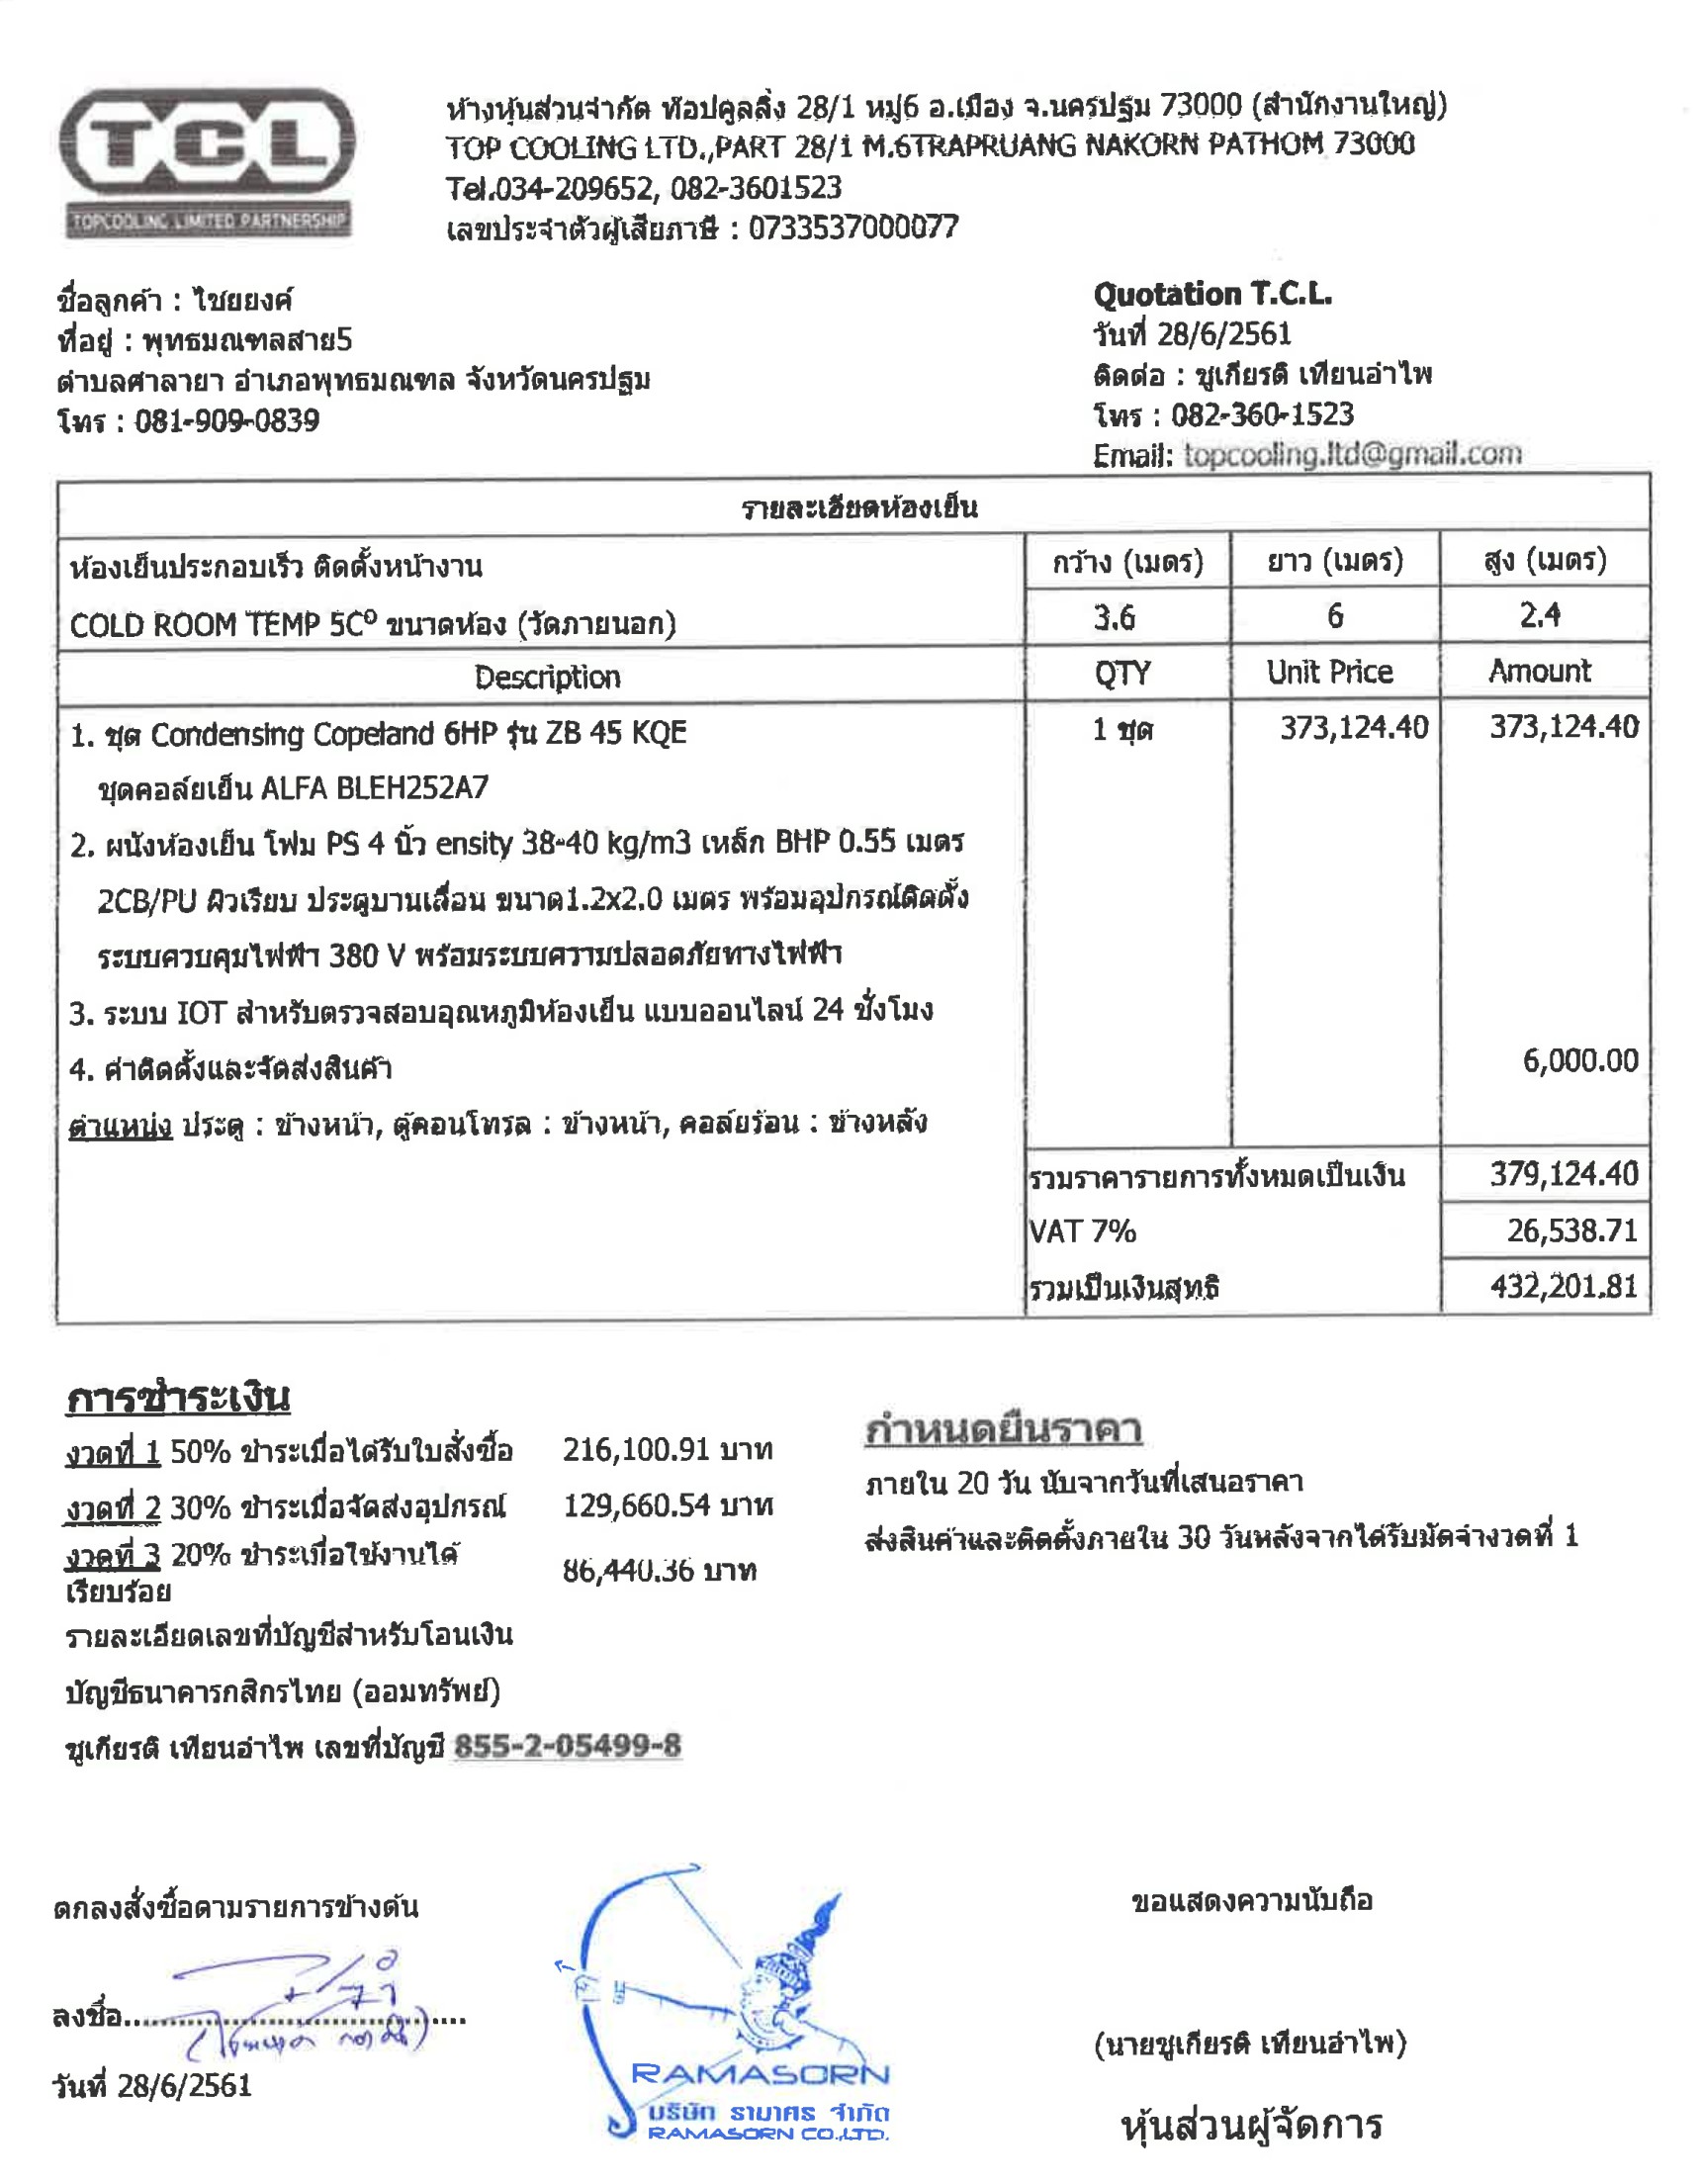 TCL
TOPCOOLING LIMITED PARTNERSHIP
ห้างหุ้นส่วนจำกัด ท๊อปคูลลิ่ง 28/1 หมู่6 อ.เมือง จ.นครปฐม 73000 (สำนักงานใหญ่)
TOP COOLING LTD.,PART 28/1 M.6TRAPRUANG NAKORN PATHOM 73000
Tel.034-209652, 082-3601523
เลขประจำตัวผู้เสียภาษี : 0733537000077
ชื่อลูกค้า : ไชยยงค์
ที่อยู่ : พุทธมณฑลสาย5
ตำบลศาลายา อำเภอพุทธมณฑล จังหวัดนครปฐม
โทร : 081-909-0839
Quotation T.C.L.
วันที่ 28/6/2561
ติดต่อ : ชูเกียรติ เทียนอำไพ
โทร : 082-360-1523
Email: topcooling.ltd@gmail.com
รายละเอียดห้องเย็น
ห้องเย็นประกอบเร็ว ติดตั้งหน้างาน กว้าง (เมตร) ยาว (เมตร) สูง (เมตร)
COLD ROOM TEMP 5C⁰ ขนาดห้อง (วัดภายนอก) 3.6 6 2.4
Description QTY Unit Price Amount
1. ชุด Condensing Copeland 6HP รุ่น ZB 45 KQE 1 ชุด 373,124.40 373,124.40
ชุดคอล์ยเย็น ALFA BLEH252A7
2. ผนังห้องเย็น โฟม PS 4 นิ้ว ensity 38-40 kg/m3 เหล็ก BHP 0.55 เมตร
2CB/PU ผิวเรียบ ประตูบานเลื่อน ขนาด1.2x2.0 เมตร พร้อมอุปกรณ์ติดตั้ง
ระบบควบคุมไฟฟ้า 380 V พร้อมระบบความปลอดภัยทางไฟฟ้า
3. ระบบ IOT สำหรับตรวจสอบอุณหภูมิห้องเย็น แบบออนไลน์ 24 ชั่งโมง
4. ค่าติดตั้งและจัดส่งสินค้า 6,000.00
ตำแหน่ง ประตู : ข้างหน้า, ตู้คอนโทรล : ข้างหน้า, คอล์ยร้อน : ข้างหลัง
รวมราคารายการทั้งหมดเป็นเงิน 379,124.40
VAT 7% 26,538.71
รวมเป็นเงินสุทธิ 432,201.81
การชำระเงิน
งวดที่ 1 50% ชำระเมื่อได้รับใบสั่งซื้อ 216,100.91 บาท
งวดที่ 2 30% ชำระเมื่อจัดส่งอุปกรณ์ 129,660.54 บาท
งวดที่ 3 20% ชำระเมื่อใช้งานได้ 86,440.36 บาท
เรียบร้อย
กำหนดยืนราคา
ภายใน 20 วัน นับจากวันที่เสนอราคา
ส่งสินค้าและติดตั้งภายใน 30 วันหลังจากได้รับมัดจำงวดที่ 1
รายละเอียดเลขที่บัญชีสำหรับโอนเงิน
บัญชีธนาคารกสิกรไทย (ออมทรัพย์)
ชูเกียรติ เทียนอำไพ เลขที่บัญชี 855-2-05499-8
ตกลงสั่งซื้อตามรายการข้างต้น
ลงชื่อ
วันที่ 28/6/2561
RAMASORN
บริษัท รามาศร จำกัด
RAMASORN CO.,LTD.
ขอแสดงความนับถือ
(นายชูเกียรติ เทียนอำไพ)
หุ้นส่วนผู้จัดการ